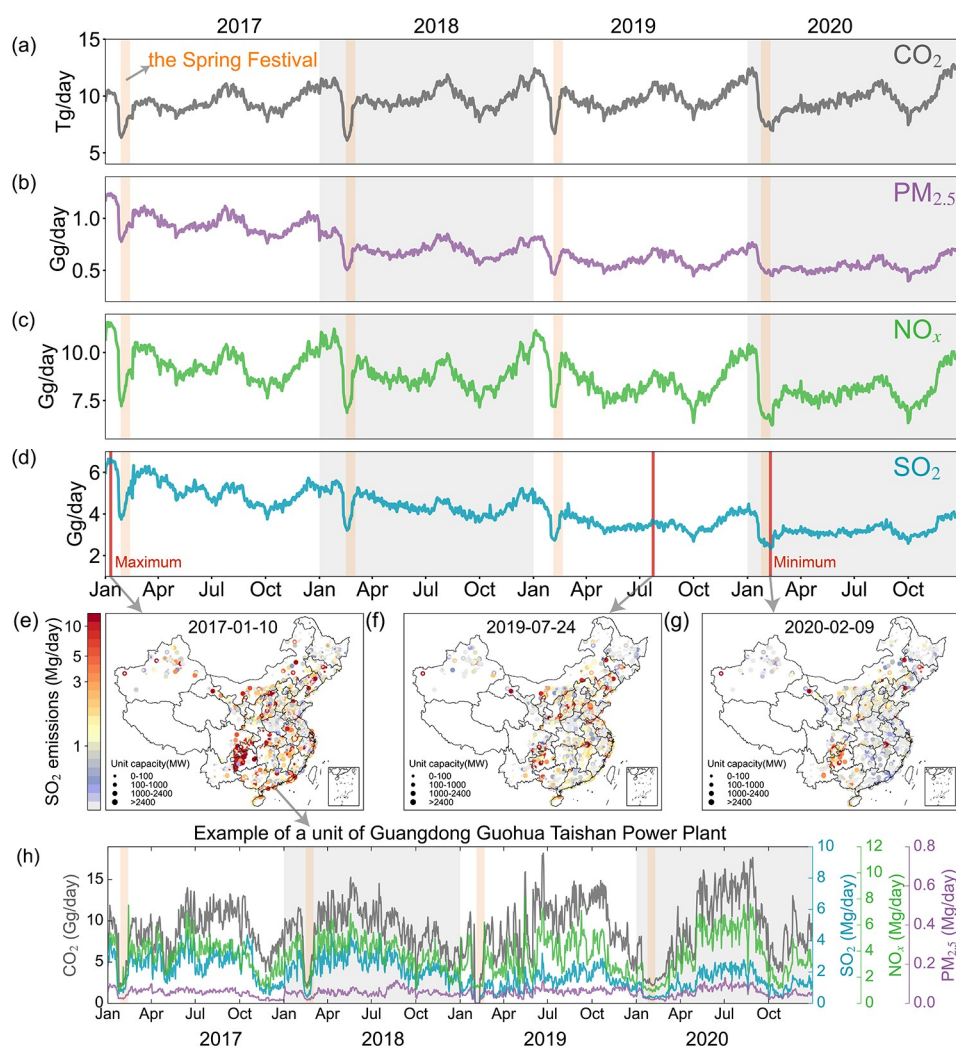 2017 2018 2019 2020
(a)
15
10
5
Tg/day
the Spring Festival
CO₂
(b)
1.0
0.5
Gg/day
PM₂.₅
(c)
10.0
7.5
Gg/day
NOₓ
(d)
6
4
2
Gg/day
SO₂
Maximum
Minimum
Jan Apr Jul Oct Jan Apr Jul Oct Jan Apr Jul Oct Jan Apr Jul Oct
(e) 2017-01-10
(f) 2019-07-24
(g) 2020-02-09
SO₂ emissions (Mg/day)
10
5
3
1
Unit capacity(MW)
0-100
100-1000
1000-2400
>2400
Unit capacity(MW)
0-100
100-1000
1000-2400
>2400
Unit capacity(MW)
0-100
100-1000
1000-2400
>2400
Example of a unit of Guangdong Guohua Taishan Power Plant
(h)
CO₂ (Gg/day)
15
10
5
0
10
8
6
4
2
0
SO₂ (Mg/day)
12
10
8
6
4
2
0
NOₓ (Mg/day)
0.8
0.6
0.4
0.2
0.0
PM₂.₅ (Mg/day)
Jan Apr Jul Oct Jan Apr Jul Oct Jan Apr Jul Oct Jan Apr Jul Oct
2017 2018 2019 2020